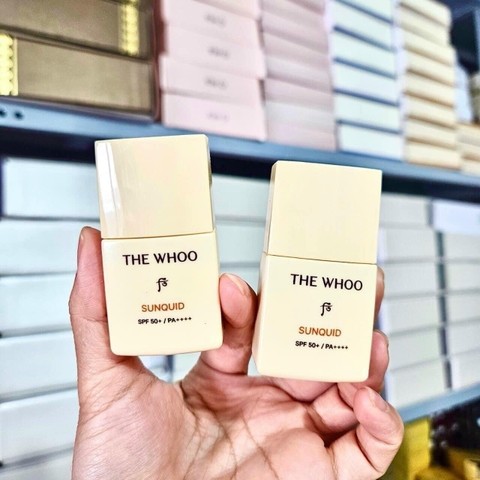 THE WHOO
SUNQUID
SPF 50+ / PA++++
THE WHOO
SUNQUID
SPF 50+ / PA++++